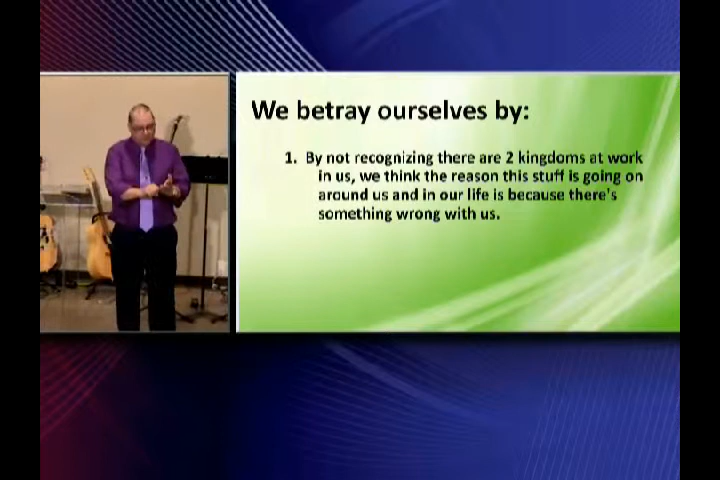 We betray ourselves by:
1. By not recognizing there are 2 kingdoms at work
in us, we think the reason this stuff is going on
around us and in our life is because there's
something wrong with us.